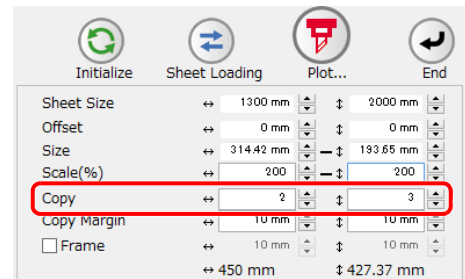 Initialize Sheet Loading Plot... End
Sheet Size ↔ 1300 mm ↕ 2000 mm
Offset ↔ 0 mm ↕ 0 mm
Size ↔ 314.42 mm ↕ 193.65 mm
Scale(%) ↔ 200 ↕ 200
Copy ↔ 2 ↕ 3
Copy Margin ↔ 10 mm ↕ 10 mm
Frame ↔ 10 mm ↕ 10 mm
↔ 450 mm ↕ 427.37 mm